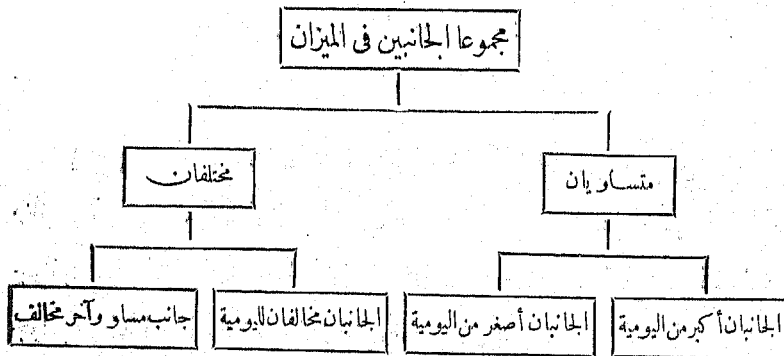 مجموعا الجانبين فى الميزان
متساويان
مختلفان
الجانبان أكبر من اليومية
الجانبان أصغر من اليومية
الجانبان مخالفان لليومية
جانب مساو وآخر مخالف